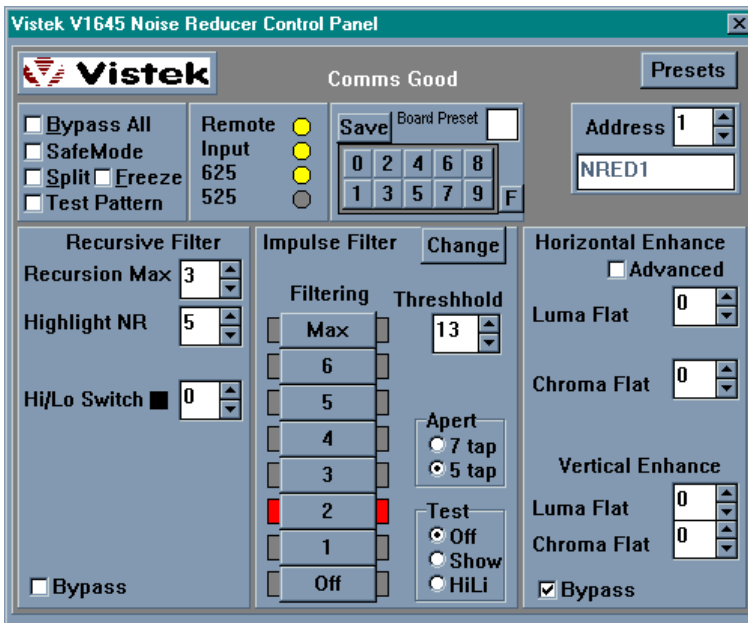 Vistek V1645 Noise Reducer Control Panel
Vistek
Comms Good
Presets
Bypass All
SafeMode
Split Freeze
Test Pattern
Remote
Input
625
525
Save Board Preset
0 2 4 6 8
1 3 5 7 9 F
Address 1
NRED1
Recursive Filter
Recursion Max 3
Highlight NR 5
Hi/Lo Switch 0
Bypass
Impulse Filter Change
Filtering
Max
6
5
4
3
2
1
Off
Threshhold
13
Apert
7 tap
5 tap
Test
Off
Show
HiLi
Horizontal Enhance
Advanced
Luma Flat 0
Chroma Flat 0
Vertical Enhance
Luma Flat 0
Chroma Flat 0
Bypass